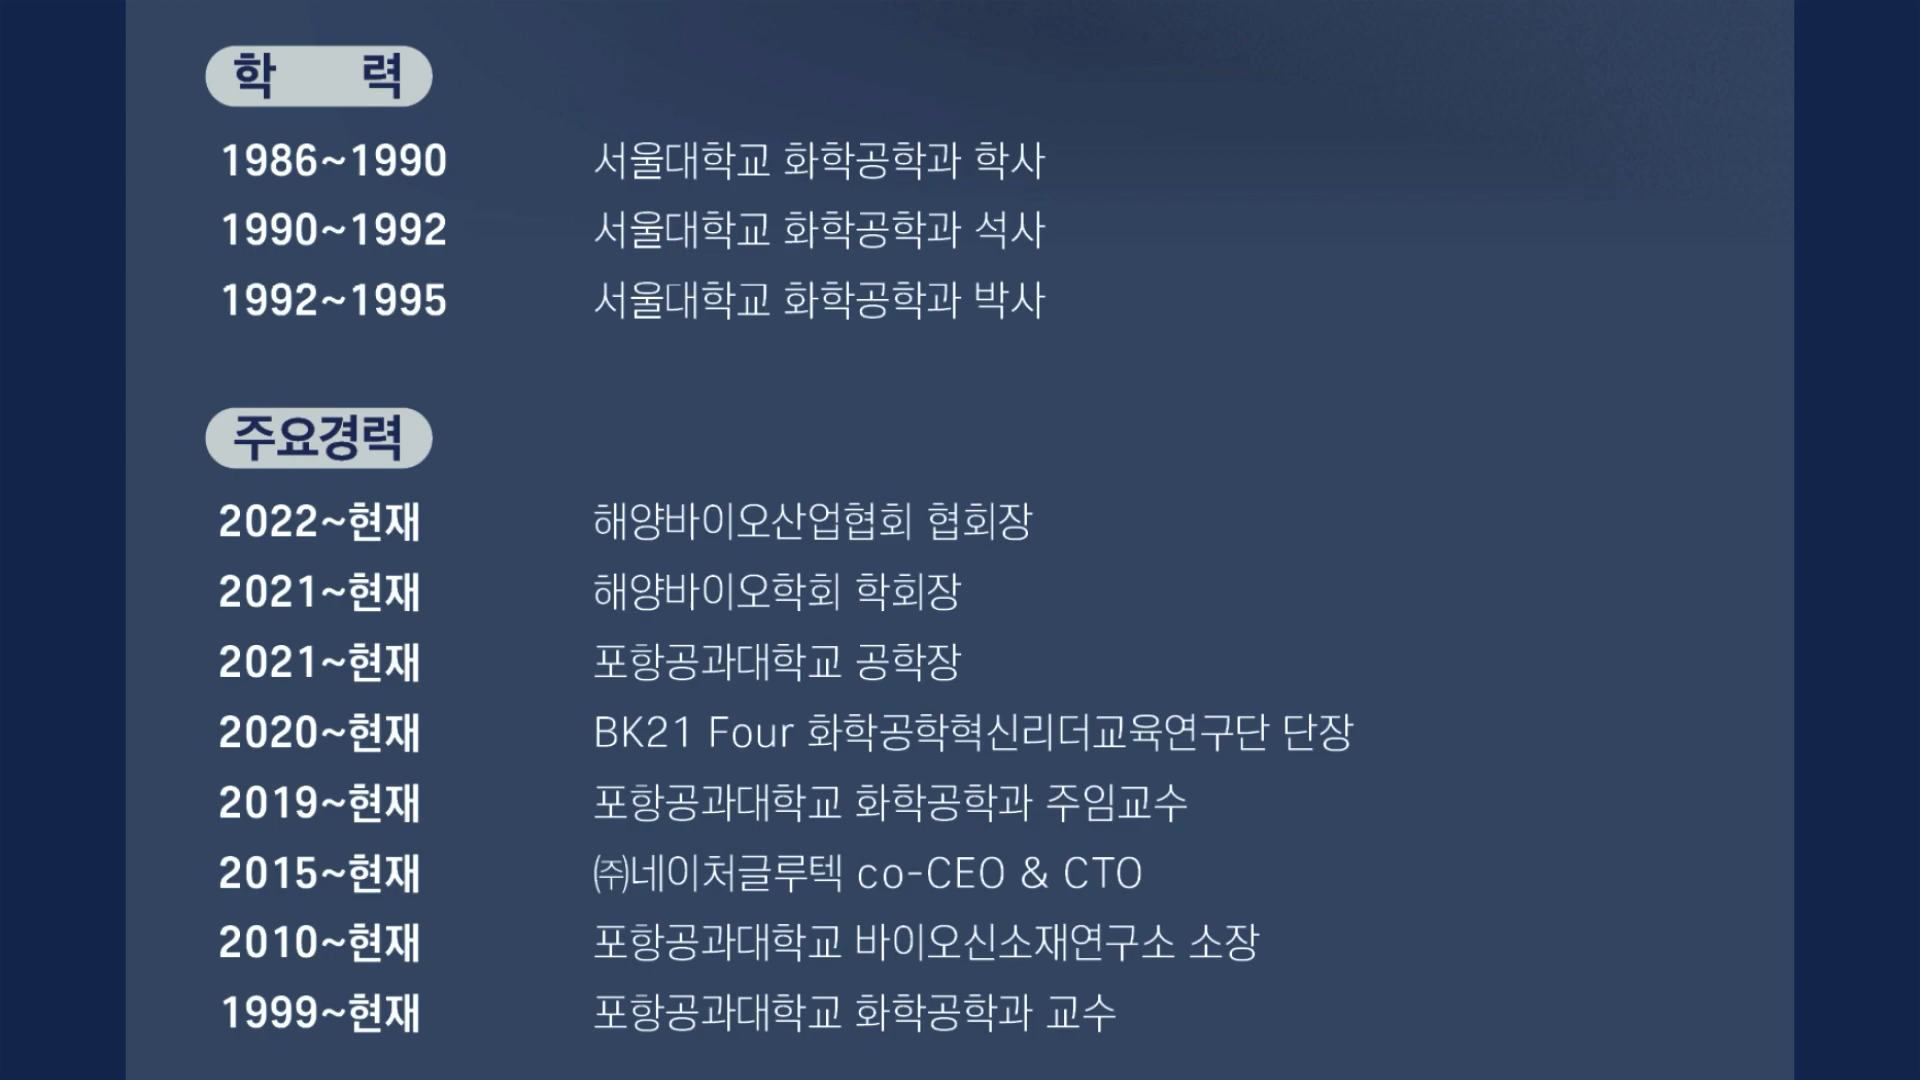 학 력
1986~1990 서울대학교 화학공학과 학사
1990~1992 서울대학교 화학공학과 석사
1992~1995 서울대학교 화학공학과 박사
주요경력
2022~현재 해양바이오산업협회 협회장
2021~현재 해양바이오학회 학회장
2021~현재 포항공과대학교 공학장
2020~현재 BK21 Four 화학공학혁신리더교육연구단 단장
2019~현재 포항공과대학교 화학공학과 주임교수
2015~현재 ㈜네이처글루텍 co-CEO & CTO
2010~현재 포항공과대학교 바이오신소재연구소 소장
1999~현재 포항공과대학교 화학공학과 교수